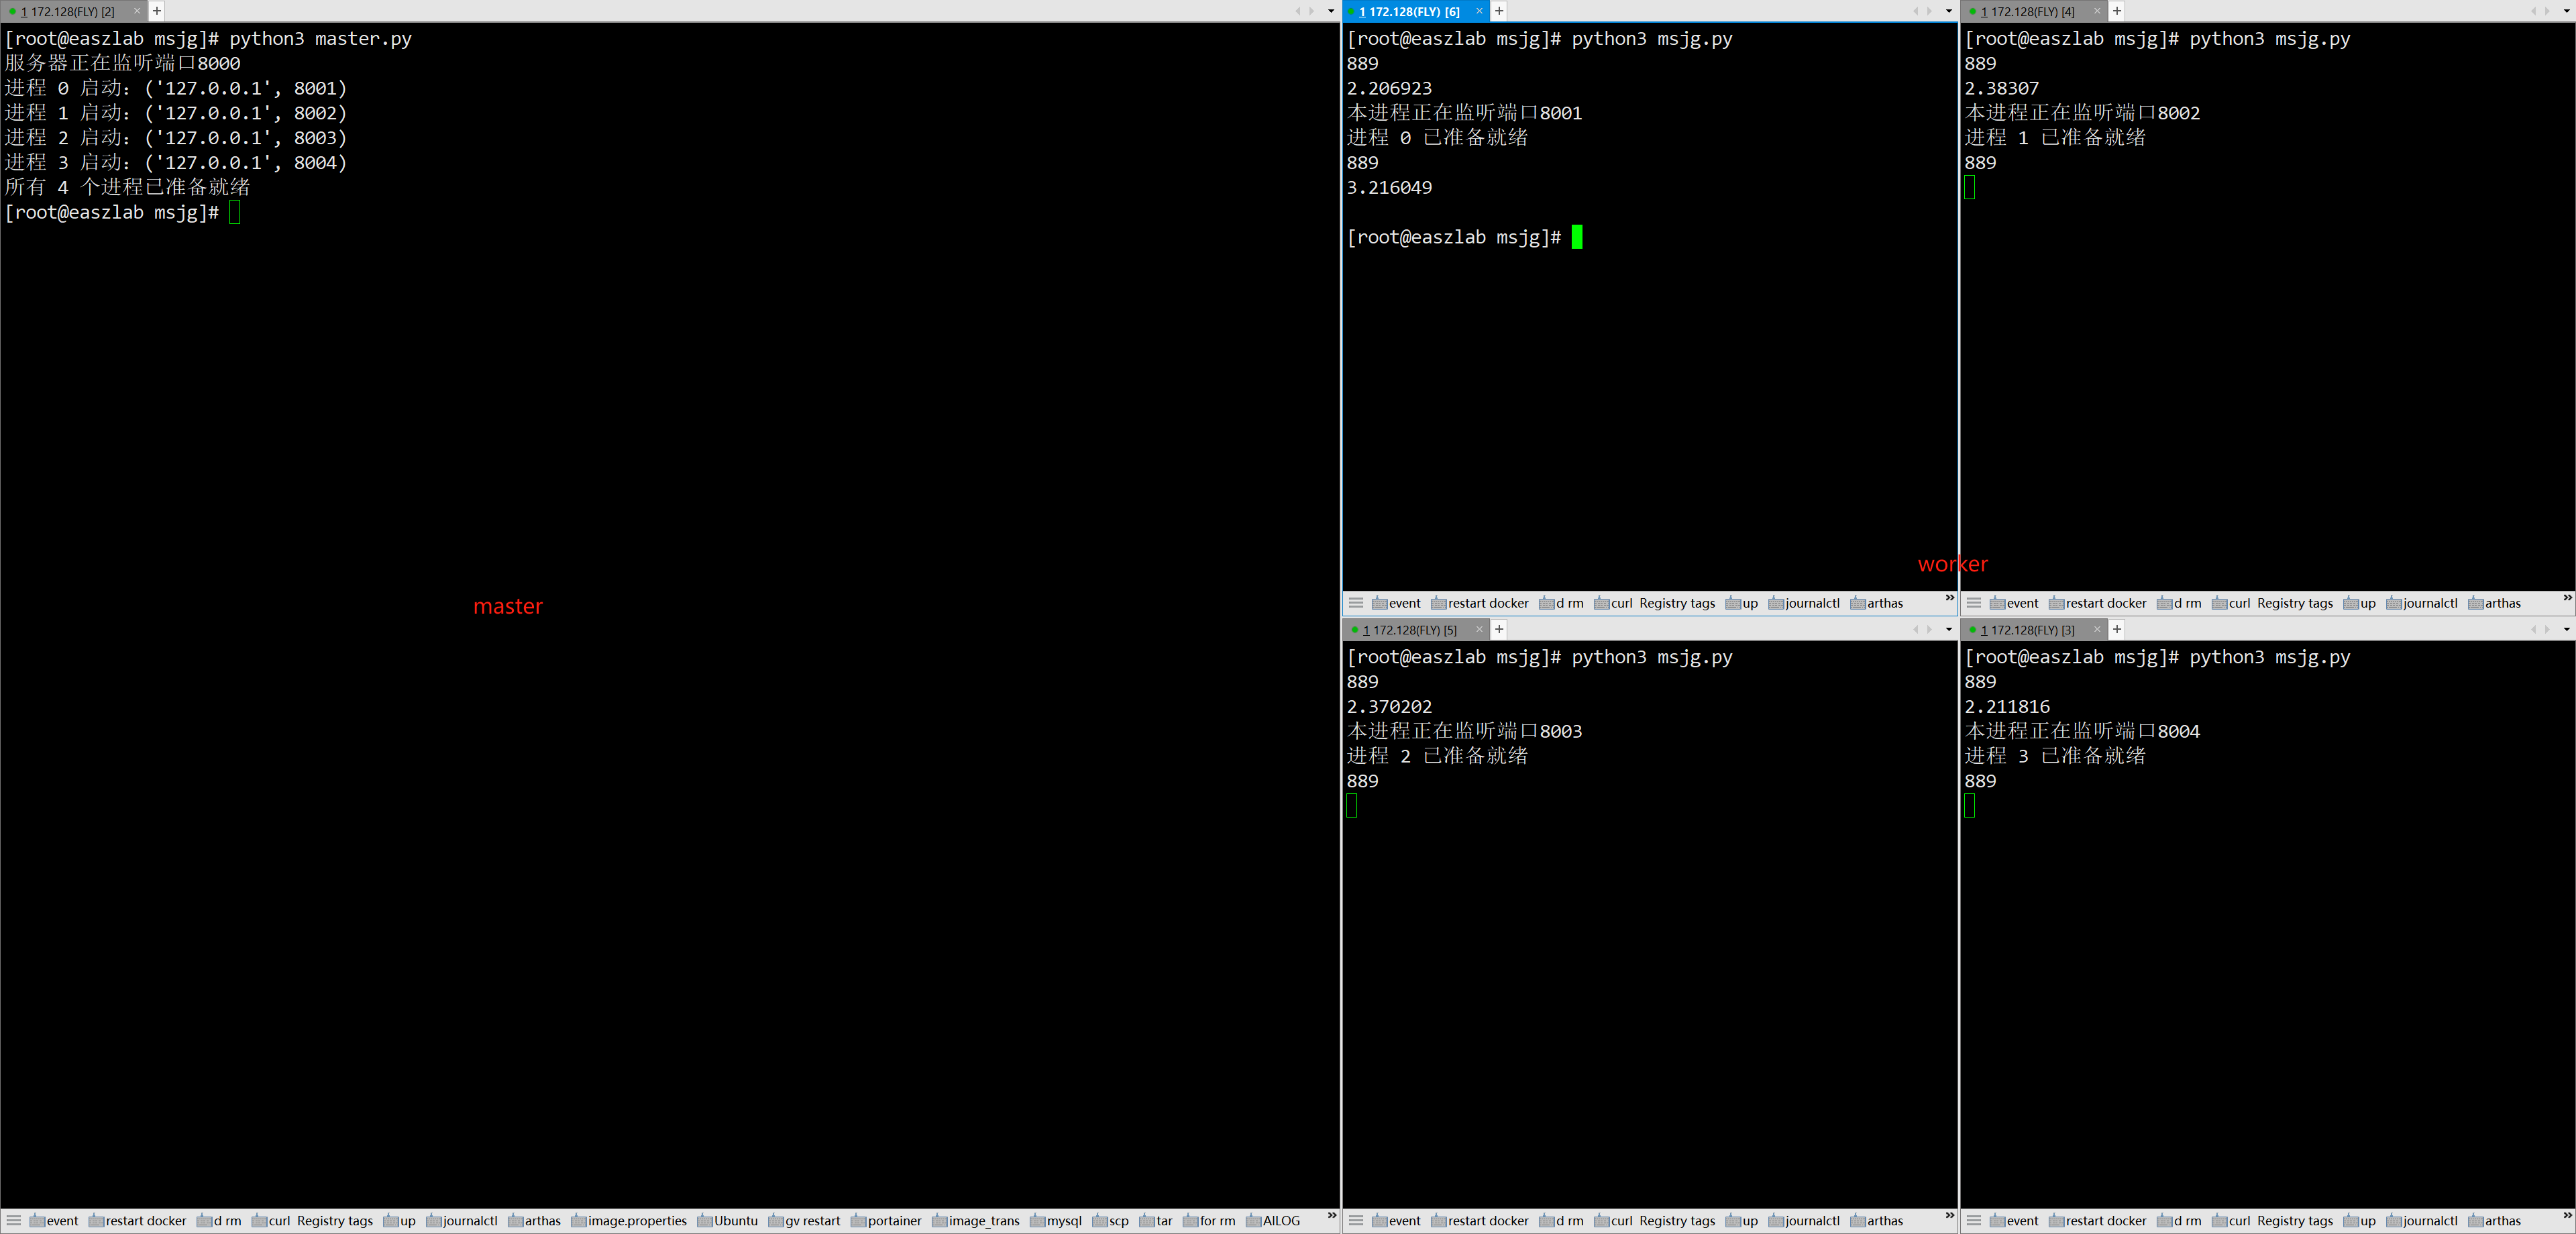 1 172.128(FLY) [2]
[root@easzlab msjg]# python3 master.py
服务器正在监听端口8000
进程 0 启动：('127.0.0.1', 8001)
进程 1 启动：('127.0.0.1', 8002)
进程 2 启动：('127.0.0.1', 8003)
进程 3 启动：('127.0.0.1', 8004)
所有 4 个进程已准备就绪
[root@easzlab msjg]#
master
event restart docker d rm curl Registry tags up journalctl arthas image.properties Ubuntu gv restart portainer image_trans mysql scp tar for rm AILOG
1 172.128(FLY) [6]
[root@easzlab msjg]# python3 msjg.py
889
2.206923
本进程正在监听端口8001
进程 0 已准备就绪
889
3.216049
[root@easzlab msjg]#
worker
event restart docker d rm curl Registry tags up journalctl arthas
1 172.128(FLY) [4]
[root@easzlab msjg]# python3 msjg.py
889
2.38307
本进程正在监听端口8002
进程 1 已准备就绪
889
event restart docker d rm curl Registry tags up journalctl arthas
1 172.128(FLY) [5]
[root@easzlab msjg]# python3 msjg.py
889
2.370202
本进程正在监听端口8003
进程 2 已准备就绪
889
event restart docker d rm curl Registry tags up journalctl arthas
1 172.128(FLY) [3]
[root@easzlab msjg]# python3 msjg.py
889
2.211816
本进程正在监听端口8004
进程 3 已准备就绪
889
event restart docker d rm curl Registry tags up journalctl arthas